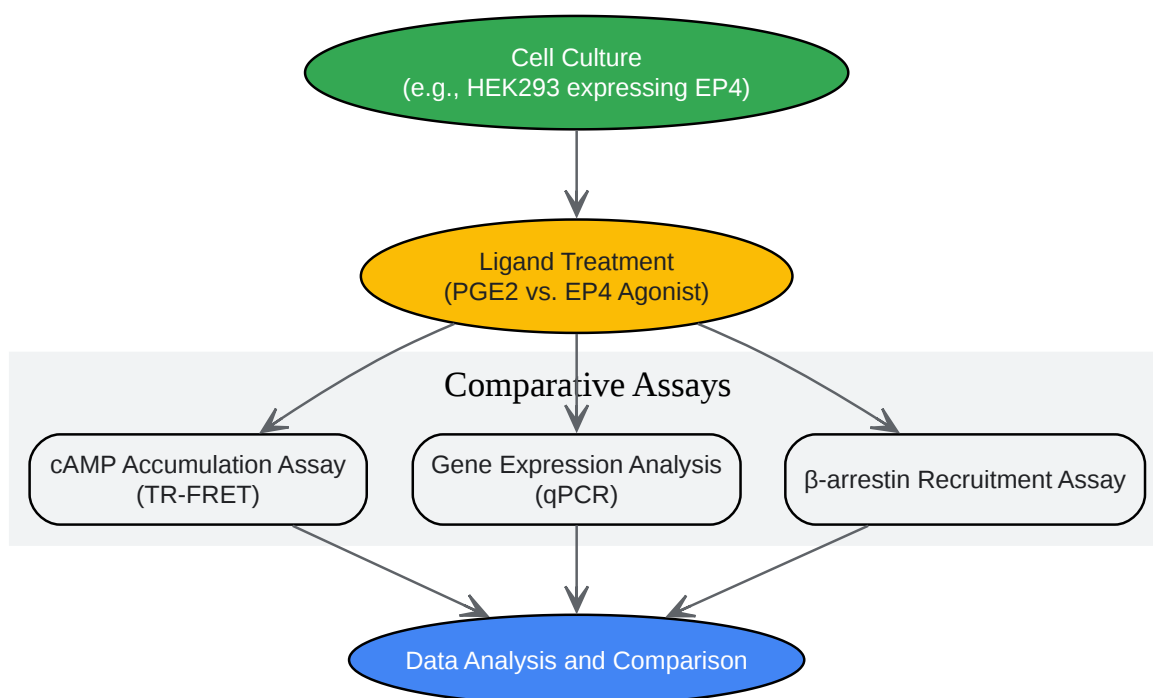 Cell Culture
(e.g., HEK293 expressing EP4)
Ligand Treatment
(PGE2 vs. EP4 Agonist)
Comparative Assays
cAMP Accumulation Assay
(TR-FRET)
Gene Expression Analysis
(qPCR)
β-arrestin Recruitment Assay
Data Analysis and Comparison